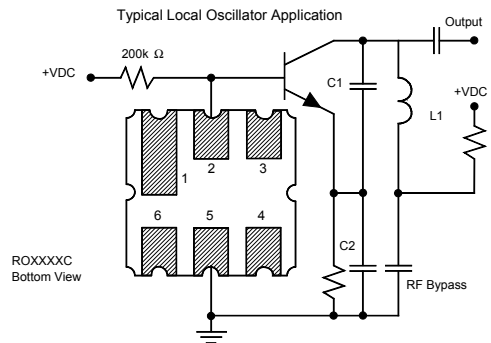 Typical Local Oscillator Application
Output
200k Ω
+VDC
C1
+VDC
L1
1
2
3
6
5
4
C2
ROXXXXC
Bottom View
RF Bypass